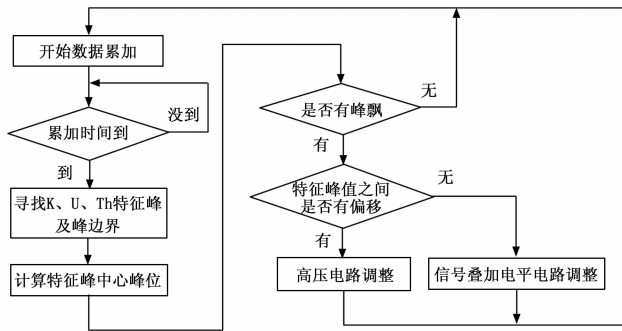 开始数据累加
没到
累加时间到
到
寻找K、U、Th特征峰
及峰边界
计算特征峰中心峰位
是否有峰飘
无
有
特征峰值之间
是否有偏移
无
有
高压电路调整
信号叠加电平电路调整